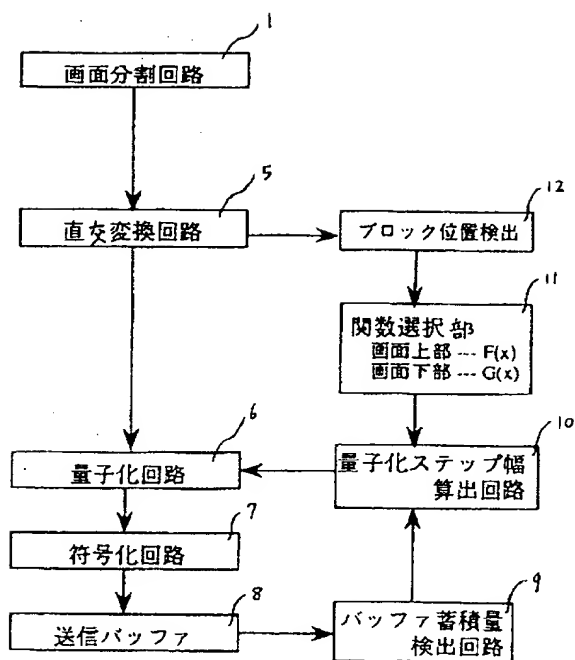 1
画面分割回路
5
直交変換回路
12
ブロック位置検出
11
関数選択部
画面上部 --- F(x)
画面下部 --- G(x)
6
量子化回路
10
量子化ステップ幅
算出回路
7
符号化回路
8
送信バッファ
9
バッファ蓄積量
検出回路